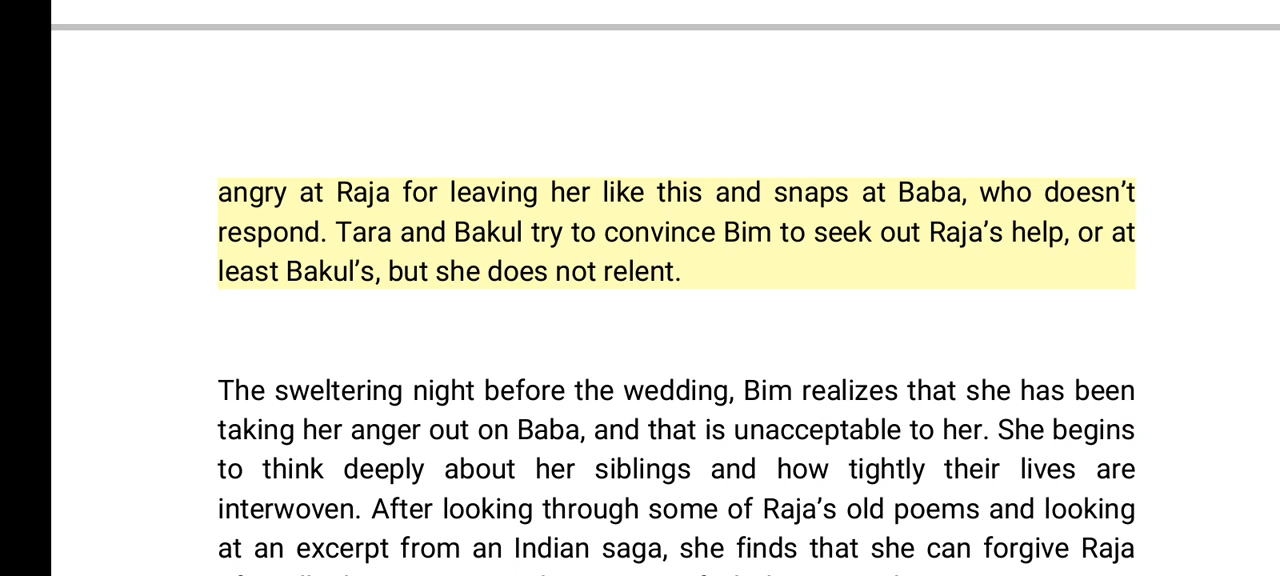 angry at Raja for leaving her like this and snaps at Baba, who doesn’t
respond. Tara and Bakul try to convince Bim to seek out Raja’s help, or at
least Bakul’s, but she does not relent.
The sweltering night before the wedding, Bim realizes that she has been
taking her anger out on Baba, and that is unacceptable to her. She begins
to think deeply about her siblings and how tightly their lives are
interwoven. After looking through some of Raja’s old poems and looking
at an excerpt from an Indian saga, she finds that she can forgive Raja